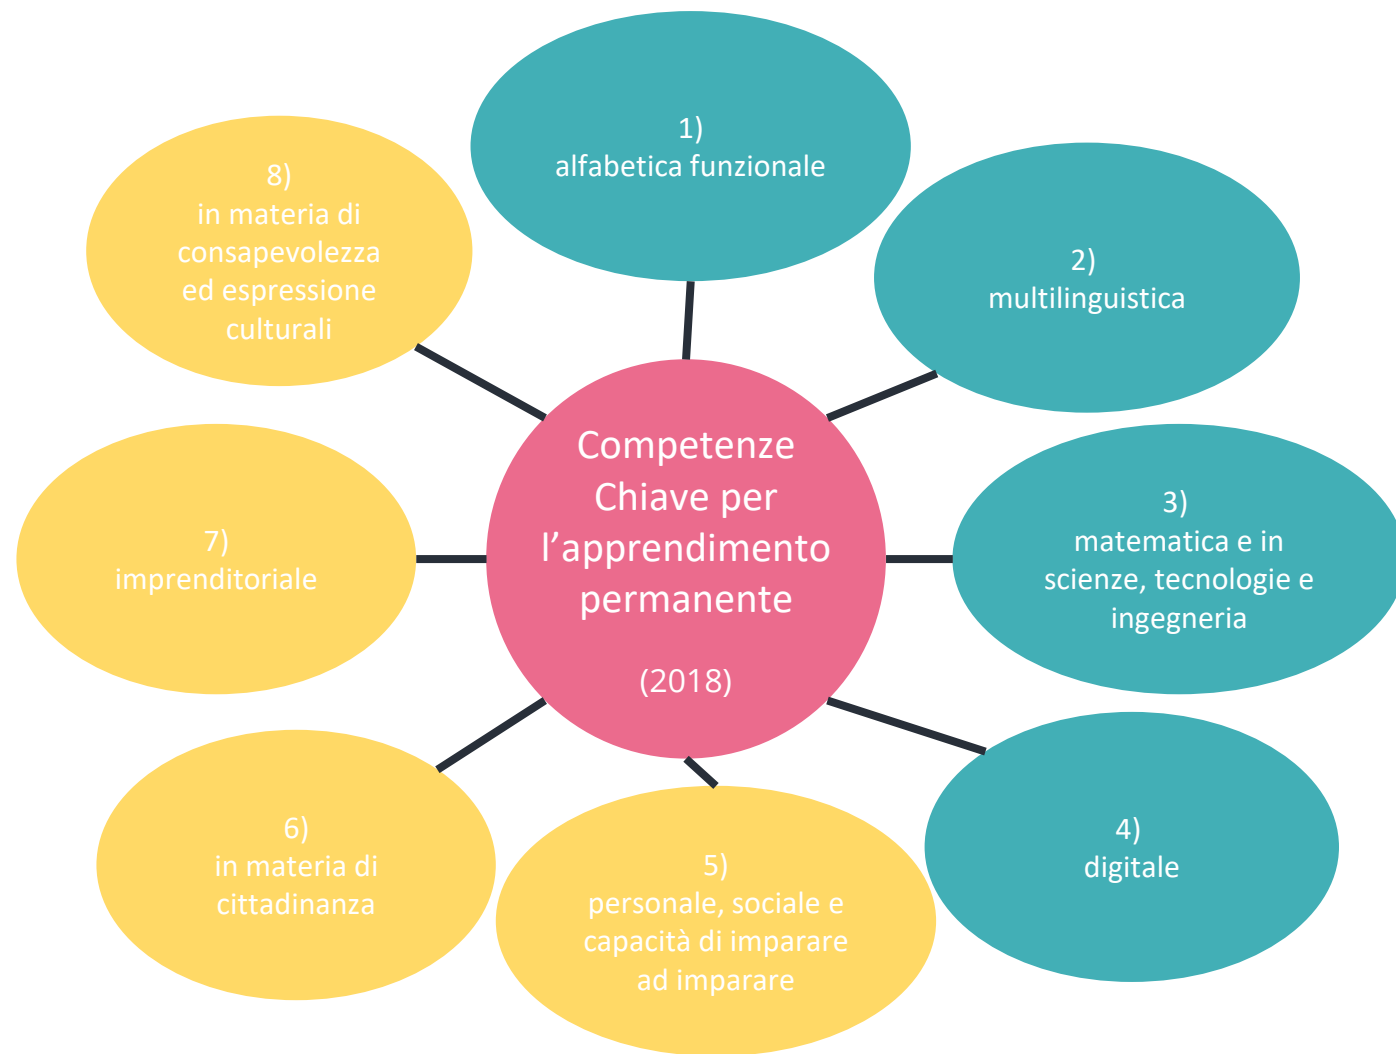 Competenze
Chiave per
l’apprendimento
permanente
(2018)
1)
alfabetica funzionale
2)
multilinguistica
3)
matematica e in
scienze, tecnologie e
ingegneria
4)
digitale
5)
personale, sociale e
capacità di imparare
ad imparare
6)
in materia di
cittadinanza
7)
imprenditoriale
8)
in materia di
consapevolezza
ed espressione
culturali